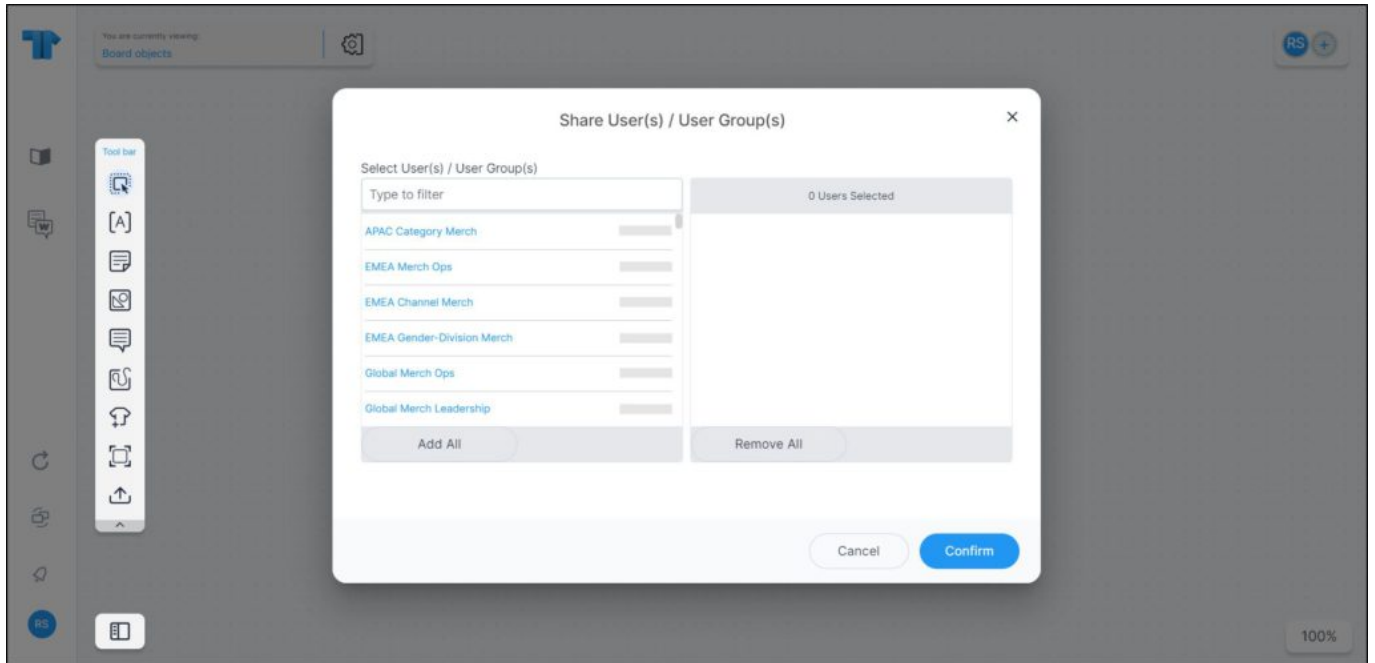 You are currently viewing:
Board objects
RS +
Share User(s) / User Group(s)
Tool bar
Select User(s) / User Group(s)
Type to filter
0 Users Selected
APAC Category Merch
EMEA Merch Ops
EMEA Channel Merch
EMEA Gender-Division Merch
Global Merch Ops
Global Merch Leadership
Add All
Remove All
Cancel
Confirm
RS
100%